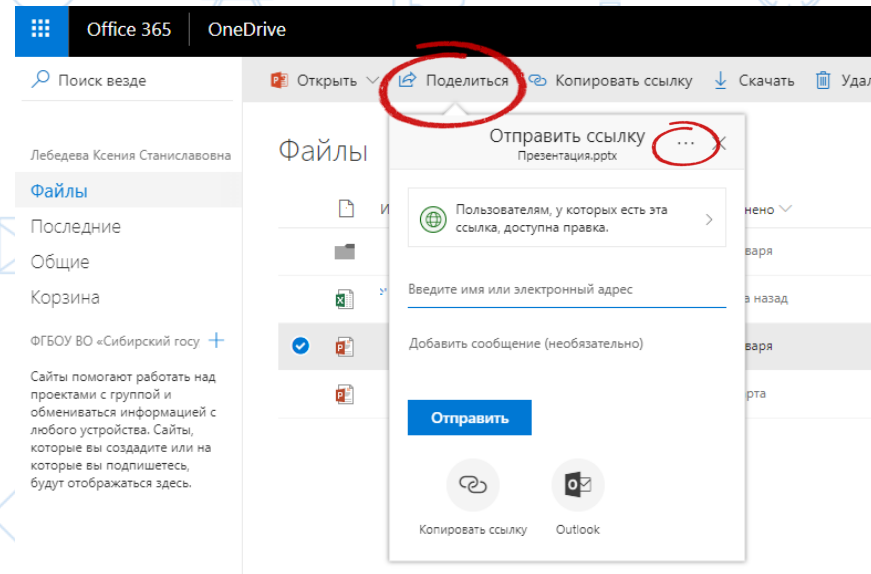 Office 365
OneDrive
Поиск везде
Открыть
Поделиться
Копировать ссылку
Скачать
Лебедева Ксения Станиславовна
Файлы
Последние
Общие
Корзина
ФГБОУ ВО «Сибирский госу
Сайты помогают работать над
проектами с группой и
обмениваться информацией с
любого устройства. Сайты,
которые вы создадите или на
которые вы подпишетесь,
будут отображаться здесь.
Файлы
Отправить ссылку
Презентация.pptx
Пользователям, у которых есть эта
ссылка, доступна правка.
Введите имя или электронный адрес
Добавить сообщение (необязательно)
Отправить
Копировать ссылку
Outlook
нено
варя
а назад
варя
рта